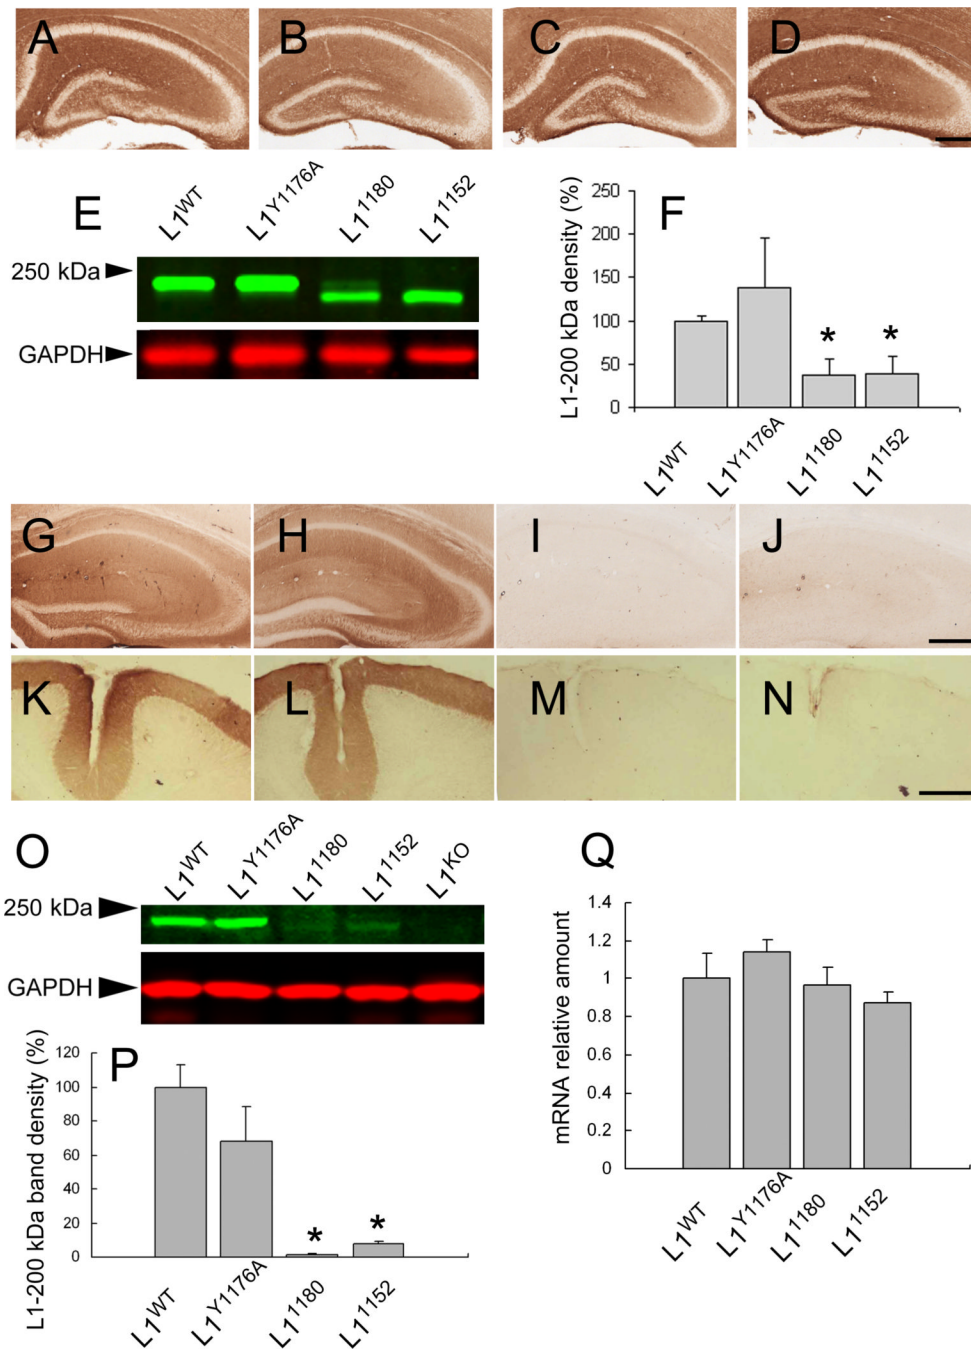 A B C D
E
L1WT L1Y1176A L11180 L11152
250 kDa
GAPDH
F
L1-200 kDa density (%)
250
200
150
100
50
0
* *
L1WT L1Y1176A L11180 L11152
G H I J
K L M N
O
L1WT L1Y1176A L11180 L11152 L1KO
250 kDa
GAPDH
P
L1-200 kDa band density (%)
120
100
80
60
40
20
0
* *
L1WT L1Y1176A L11180 L11152
Q
mRNA relative amount
1.4
1.2
1
0.8
0.6
0.4
0.2
0
L1WT L1Y1176A L11180 L11152